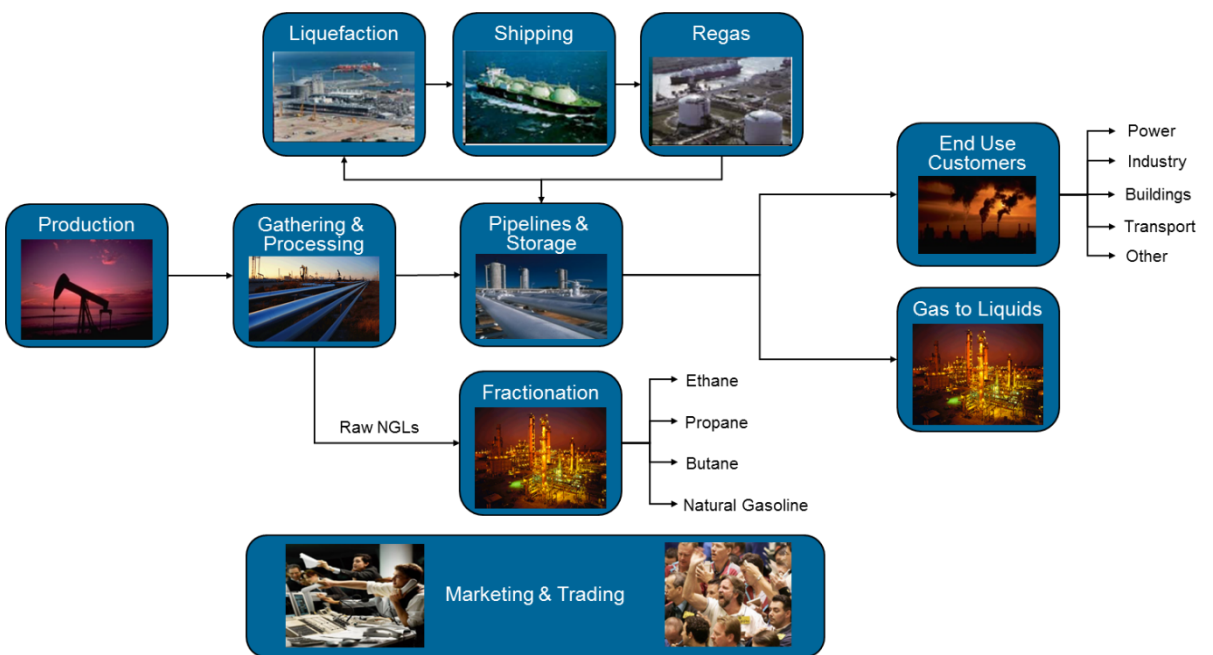 Liquefaction
Shipping
Regas
End Use
Customers
Power
Industry
Buildings
Transport
Other
Production
Gathering &
Processing
Pipelines &
Storage
Gas to Liquids
Raw NGLs
Fractionation
Ethane
Propane
Butane
Natural Gasoline
Marketing & Trading